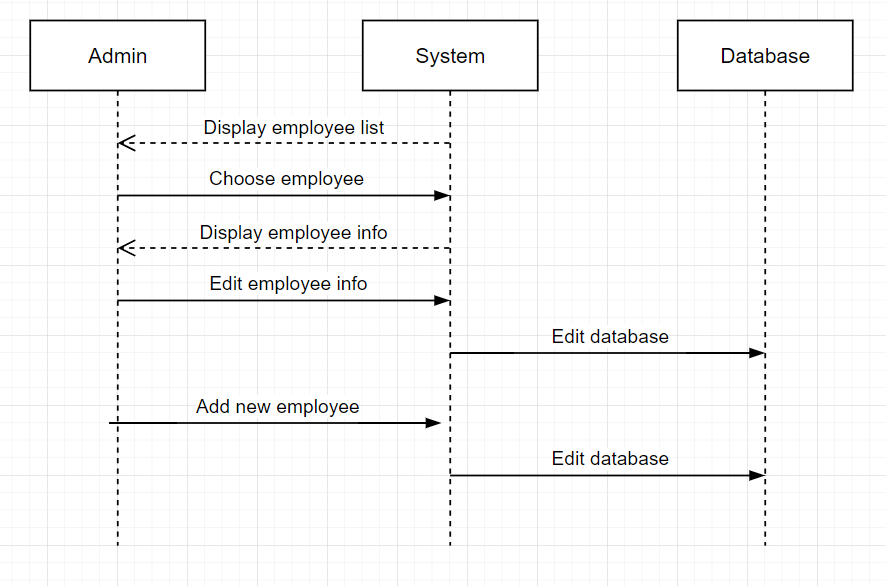 Admin
System
Database
Display employee list
Choose employee
Display employee info
Edit employee info
Edit database
Add new employee
Edit database